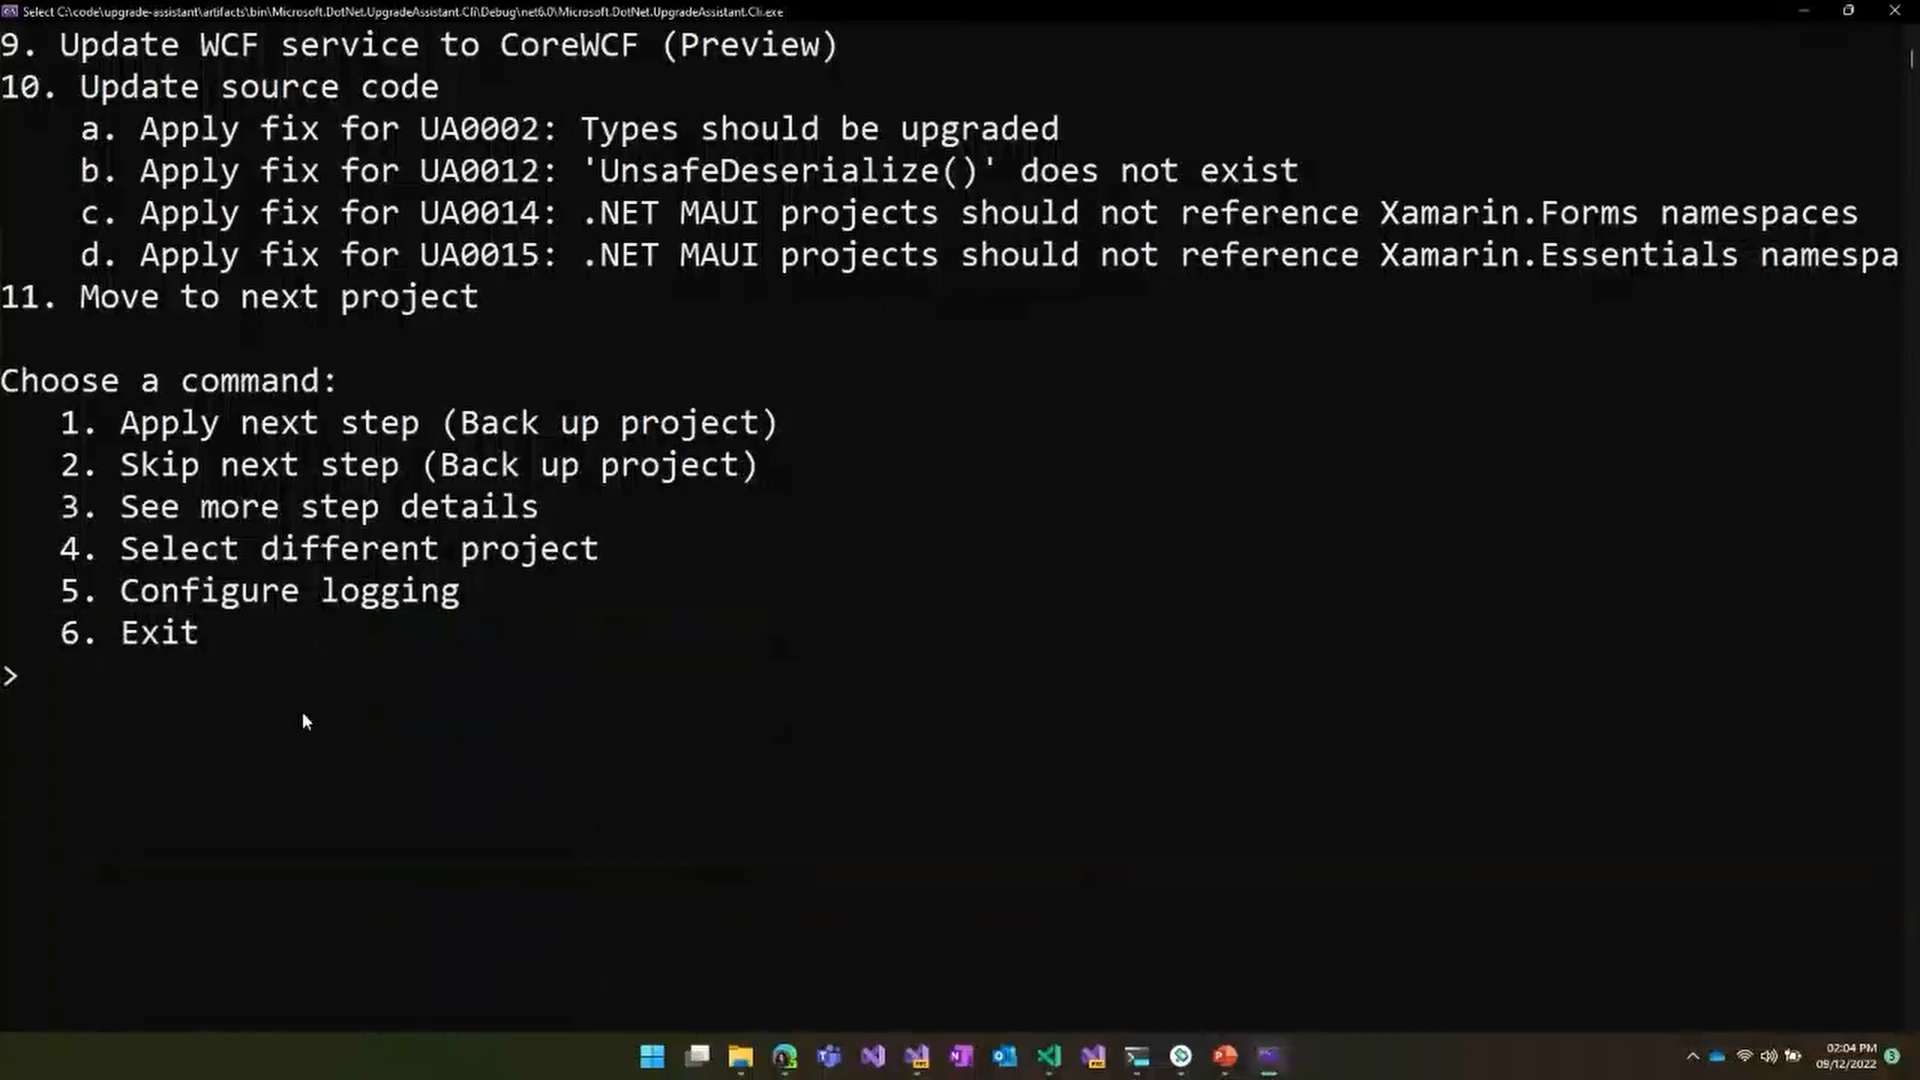 Select C:\code\upgrade-assistant\artifacts\bin\Microsoft.DotNet.UpgradeAssistant.Cli\Debug\net6.0\Microsoft.DotNet.UpgradeAssistant.Cli.exe
9. Update WCF service to CoreWCF (Preview)
10. Update source code
a. Apply fix for UA0002: Types should be upgraded
b. Apply fix for UA0012: 'UnsafeDeserialize()' does not exist
c. Apply fix for UA0014: .NET MAUI projects should not reference Xamarin.Forms namespaces
d. Apply fix for UA0015: .NET MAUI projects should not reference Xamarin.Essentials namespa
11. Move to next project
Choose a command:
1. Apply next step (Back up project)
2. Skip next step (Back up project)
3. See more step details
4. Select different project
5. Configure logging
6. Exit
>
02:04 PM
09/12/2022
3